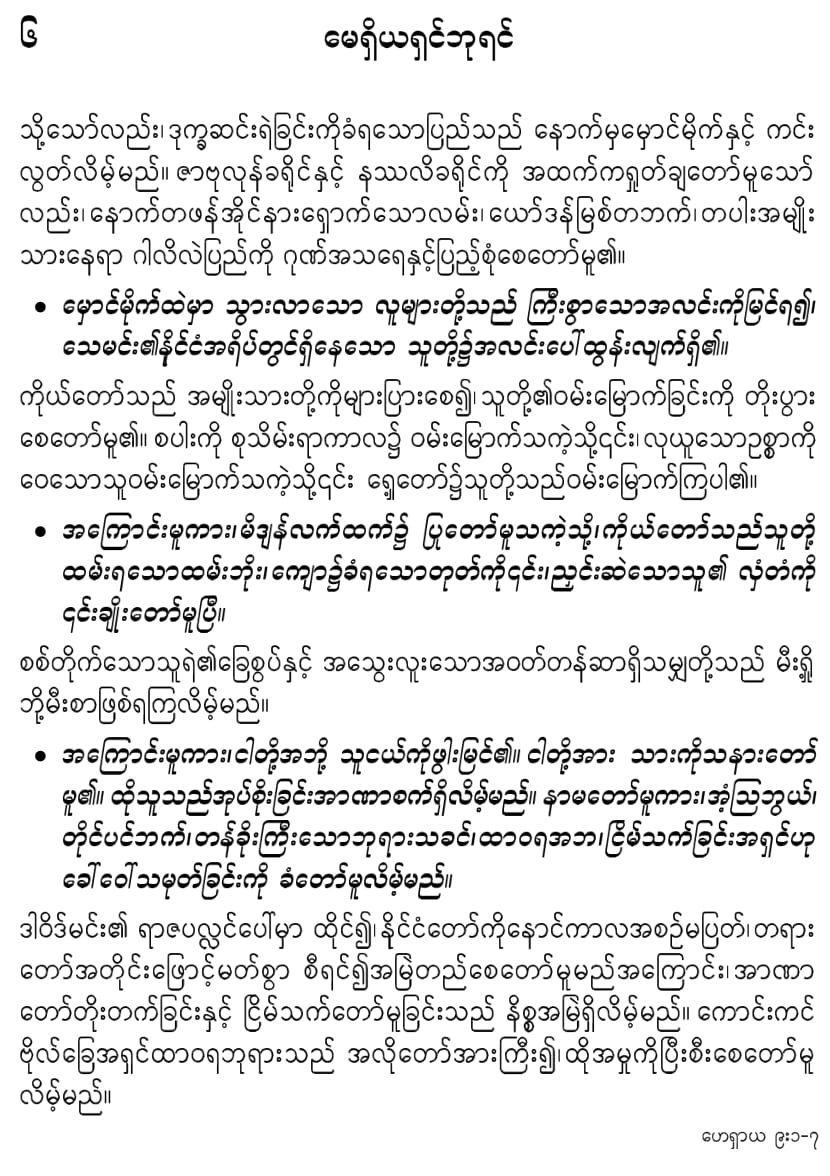 ၆ မေရှိယရှင်ဘုရင်
သို့သော်လည်း၊ ဒုက္ခဆင်းရဲခြင်းကိုခံရသောပြည်သည် နောက်မှမှောင်မိုက်နှင့် ကင်း
လွတ်လိမ့်မည်။ ဇာဗုလုန်ခရိုင်နှင့် နဿလိခရိုင်ကို အထက်ကရှုတ်ချတော်မူသော်
လည်း၊ နောက်တဖန်အိုင်နားရှောက်သောလမ်း၊ ယော်ဒန်မြစ်တဘက်၊ တပါးအမျိုး
သားနေရာ ဂါလိလဲပြည်ကို ဂုဏ်အသရေနှင့်ပြည့်စုံစေတော်မူ၏။
• မှောင်မိုက်ထဲမှာ သွားလာသော လူများတို့သည် ကြီးစွာသောအလင်းကိုမြင်ရ၍၊
သေမင်း၏နိုင်ငံအရိပ်တွင်ရှိနေသော သူတို့၌အလင်းပေါ်ထွန်းလျက်ရှိ၏။
ကိုယ်တော်သည် အမျိုးသားတို့ကိုများပြားစေ၍၊ သူတို့၏ဝမ်းမြောက်ခြင်းကို တိုးပွား
စေတော်မူ၏။ စပါးကို စုသိမ်းရာကာလ၌ ဝမ်းမြောက်သကဲ့သို့၎င်း၊ လုယူသောဥစ္စာကို
ဝေသောသူဝမ်းမြောက်သကဲ့သို့၎င်း ရှေ့တော်၌သူတို့သည်ဝမ်းမြောက်ကြပါ၏။
• အကြောင်းမူကား၊ မိဒျန်လက်ထက်၌ ပြုတော်မူသကဲ့သို့၊ ကိုယ်တော်သည်သူတို့
ထမ်းရသောထမ်းဘိုး၊ ကျော၌ခံရသောတုတ်ကို၎င်း၊ ညှင်းဆဲသောသူ၏ လှံတံကို
၎င်းချိုးတော်မူပြီ။
စစ်တိုက်သောသူရဲ၏ခြေစွပ်နှင့် အသွေးလူးသောအဝတ်တန်ဆာရှိသမျှတို့သည် မီးရှို့
ဘို့မီးစာဖြစ်ရကြလိမ့်မည်။
• အကြောင်းမူကား၊ ငါတို့အဘို့ သူငယ်ကိုဖွါးမြင်၏။ ငါတို့အား သားကိုသနားတော်
မူ၏။ ထိုသူသည်အုပ်စိုးခြင်းအာဏာစက်ရှိလိမ့်မည်။ နာမတော်မူကား၊ အံ့ဩဘွယ်၊
တိုင်ပင်ဘက်၊ တန်ခိုးကြီးသောဘုရားသခင်၊ ထာဝရအဘ၊ ငြိမ်သက်ခြင်းအရှင်ဟု
ခေါ်ဝေါ်သမုတ်ခြင်းကို ခံတော်မူလိမ့်မည်။
ဒါဝိဒ်မင်း၏ ရာဇပလ္လင်ပေါ်မှာ ထိုင်၍၊ နိုင်ငံတော်ကိုနောင်ကာလအစဉ်မပြတ်၊ တရား
တော်အတိုင်းဖြောင့်မတ်စွာ စီရင်၍အမြဲတည်စေတော်မူမည်အကြောင်း၊ အာဏာ
တော်တိုးတက်ခြင်းနှင့် ငြိမ်သက်တော်မူခြင်းသည် နိစ္စအမြဲရှိလိမ့်မည်။ ကောင်းကင်
ဗိုလ်ခြေအရှင်ထာဝရဘုရားသည် အလိုတော်အားကြီး၍၊ ထိုအမှုကိုပြီးစီးစေတော်မူ
လိမ့်မည်။
ဟေရှာယ ၉း၁-၇